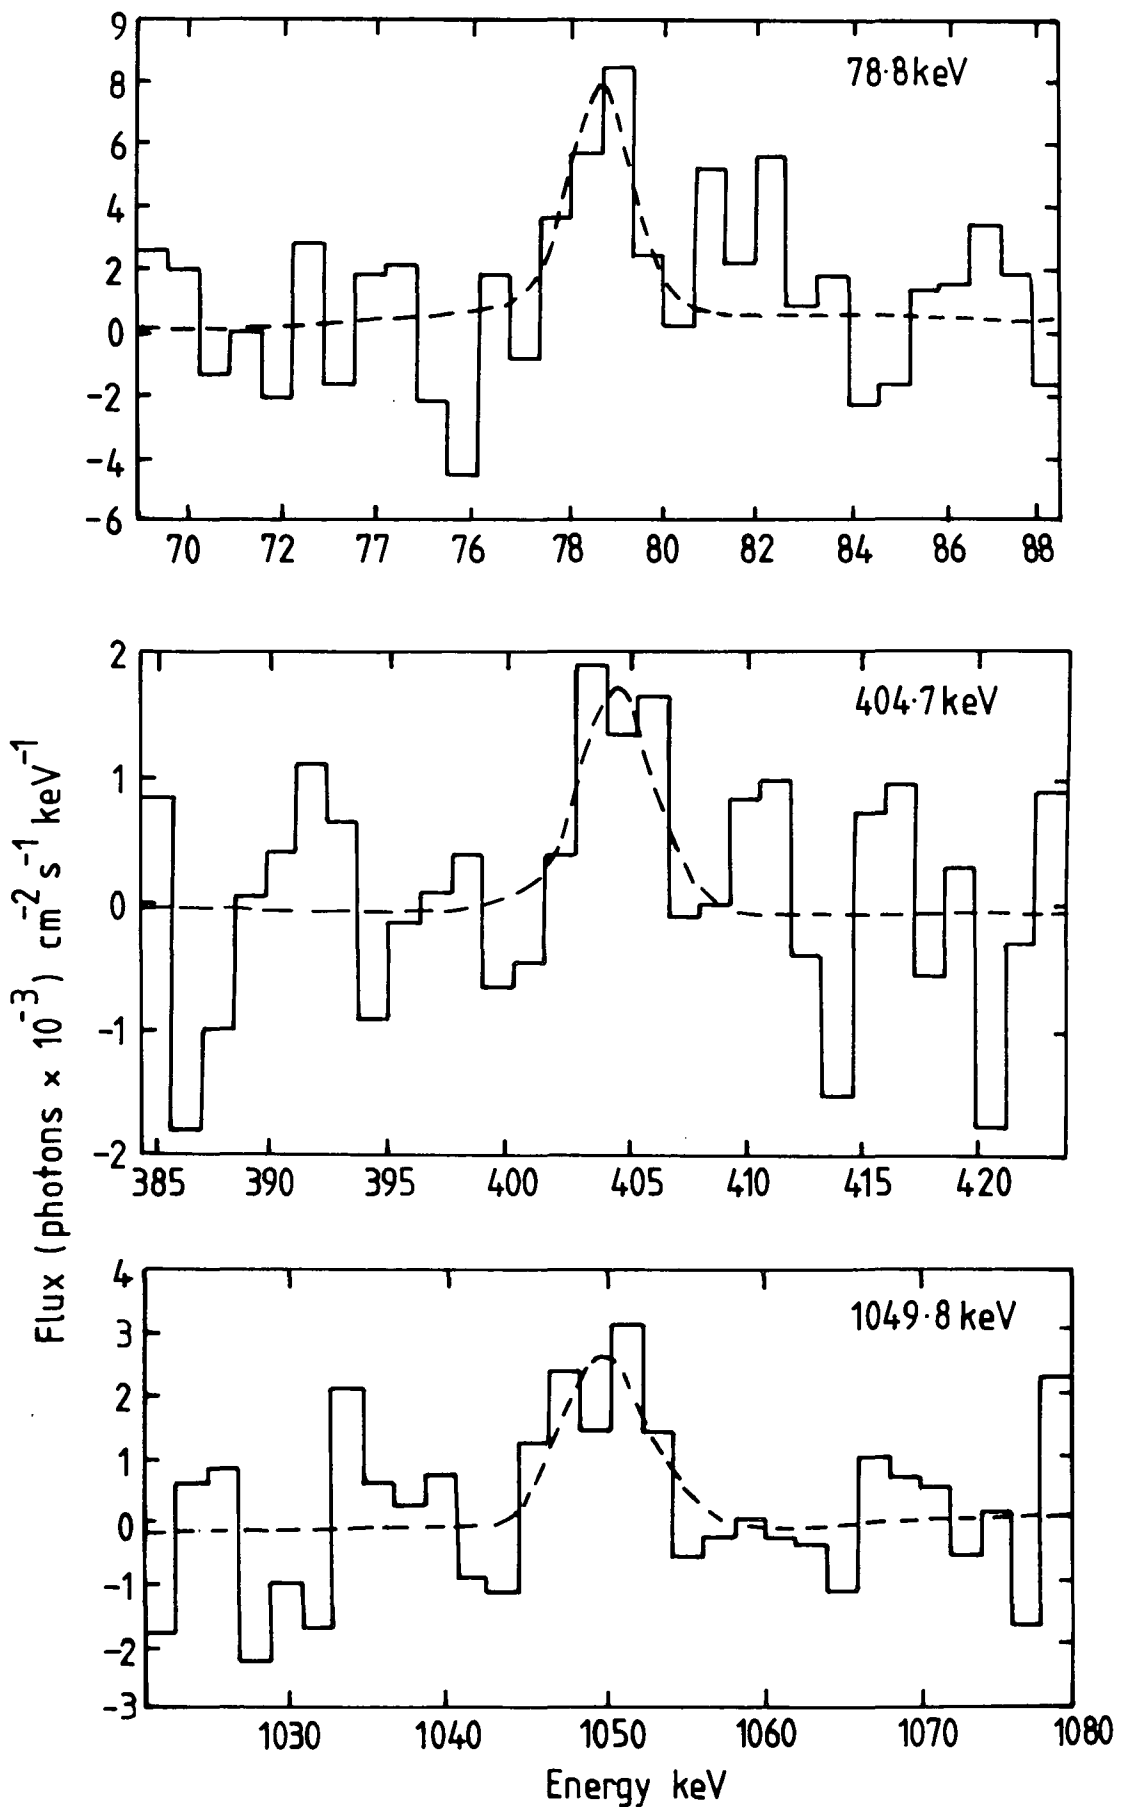 9
8
6
4
2
0
-2
-4
-6
78·8keV
70 72 77 76 78 80 82 84 86 88
2
1
0
-1
-2
404·7keV
385 390 395 400 405 410 415 420
Flux (photons × 10⁻³) cm⁻² s⁻¹ keV⁻¹
4
3
2
1
0
-1
-2
-3
1049·8keV
1030 1040 1050 1060 1070 1080
Energy keV